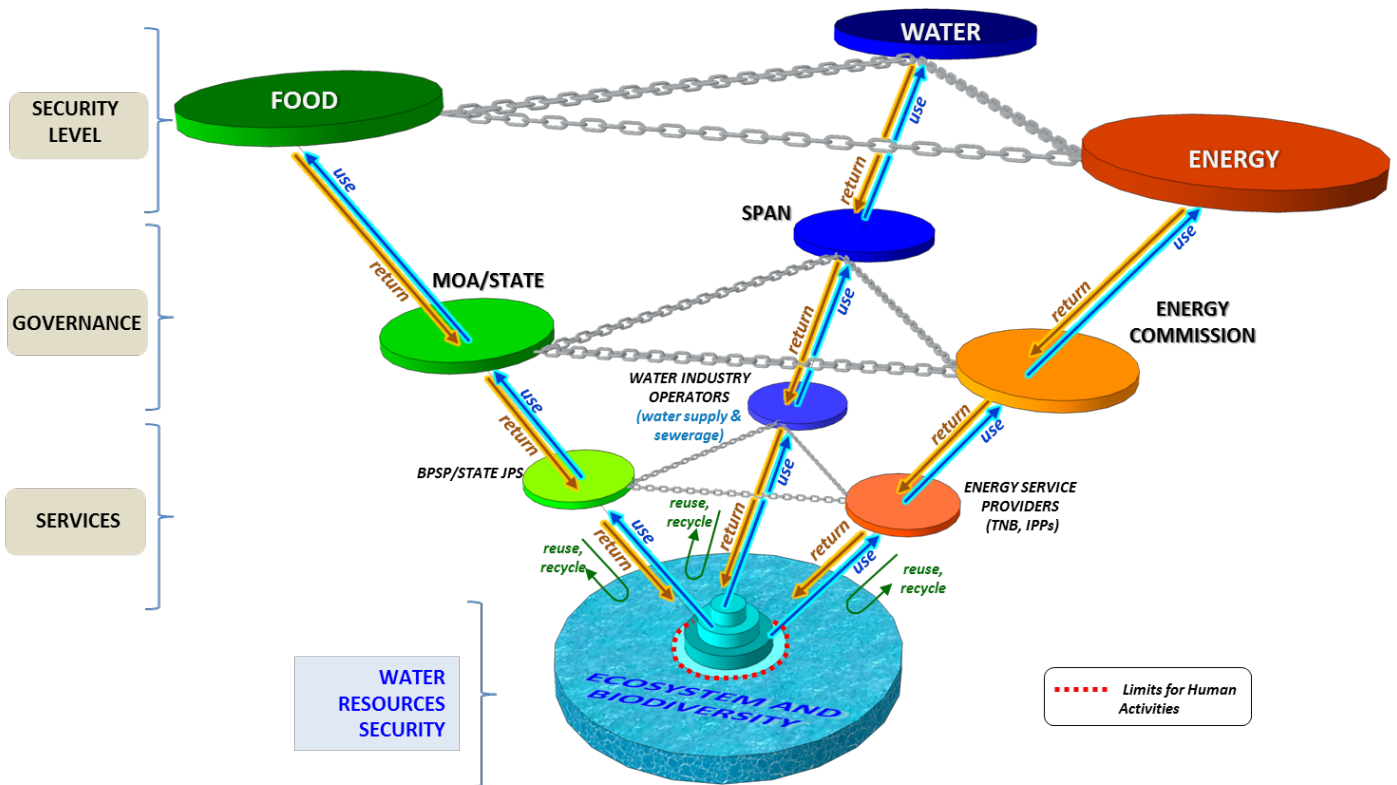 WATER
FOOD
SECURITY
LEVEL
ENERGY
use
return
use
return
SPAN
use
return
MOA/STATE
GOVERNANCE
ENERGY
COMMISSION
return
use
WATER INDUSTRY
OPERATORS
(water supply &
sewerage)
use
return
return
use
BPSP/STATE JPS
ENERGY SERVICE
PROVIDERS
(TNB, IPPs)
SERVICES
use
return
use
return
return
use
reuse,
recycle
reuse,
recycle
reuse,
recycle
WATER
RESOURCES
SECURITY
ECOSYSTEM AND
BIODIVERSITY
Limits for Human
Activities